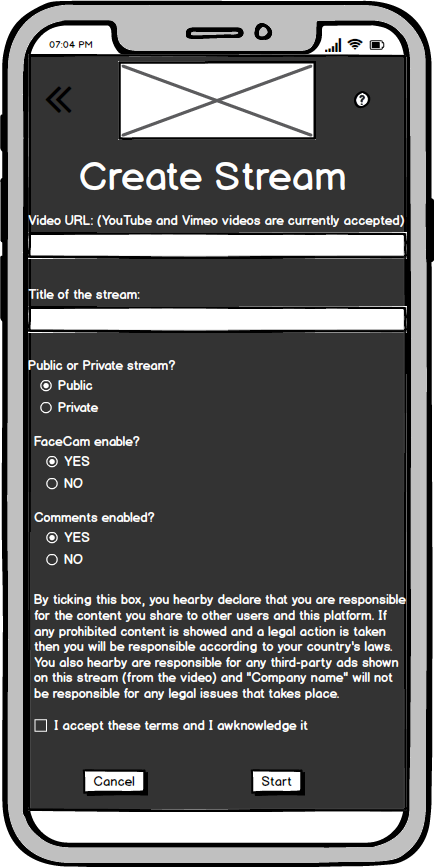 07:04 PM
?
Create Stream
Video URL: (YouTube and Vimeo videos are currently accepted)
Title of the stream:
Public or Private stream?
Public
Private
FaceCam enable?
YES
NO
Comments enabled?
YES
NO
By ticking this box, you hearby declare that you are responsible
for the content you share to other users and this platform. If
any prohibited content is showed and a legal action is taken
then you will be responsible according to your country's laws.
You also hearby are responsible for any third-party ads shown
on this stream (from the video) and "Company name" will not
be responsible for any legal issues that takes place.
I accept these terms and I awknowledge it
Cancel Start